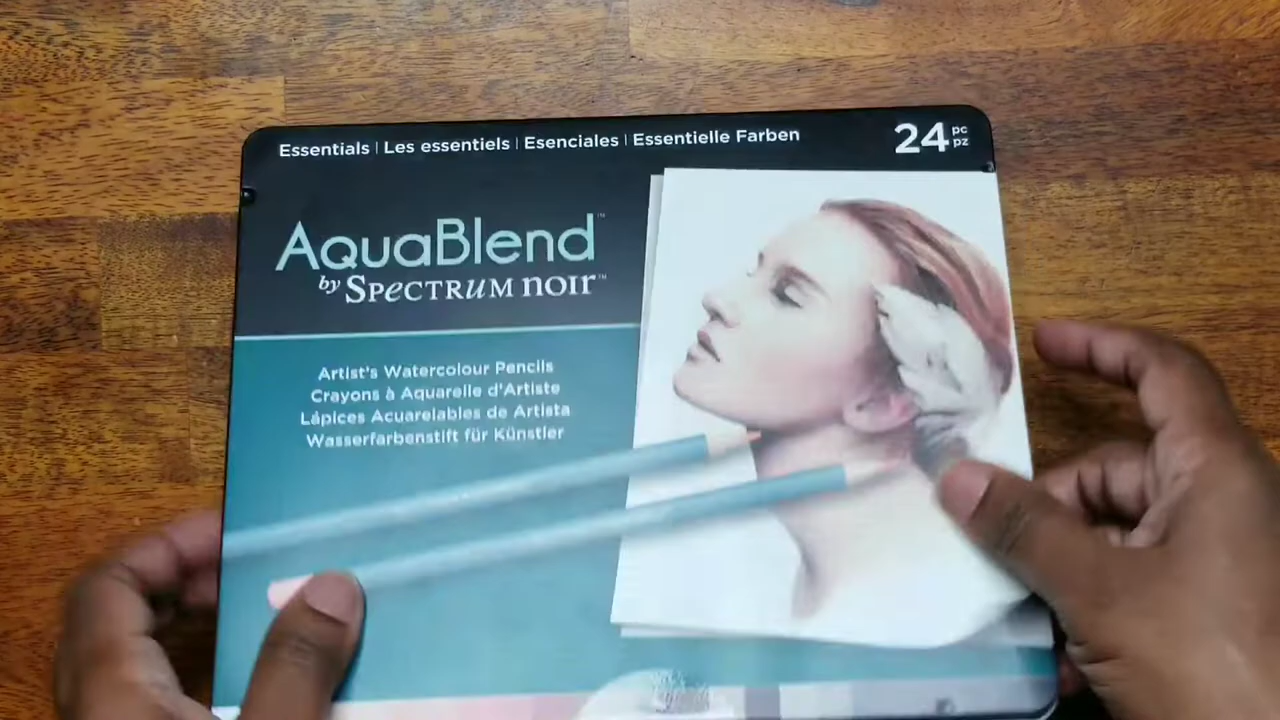 Essentials | Les essentiels | Esenciales | Essentielle Farben
24 pc pz
AquaBlend™
by SPECTRUM NOIR™
Artist's Watercolour Pencils
Crayons à Aquarelle d'Artiste
Lápices Acuarelables de Artista
Wasserfarbenstift für Künstler